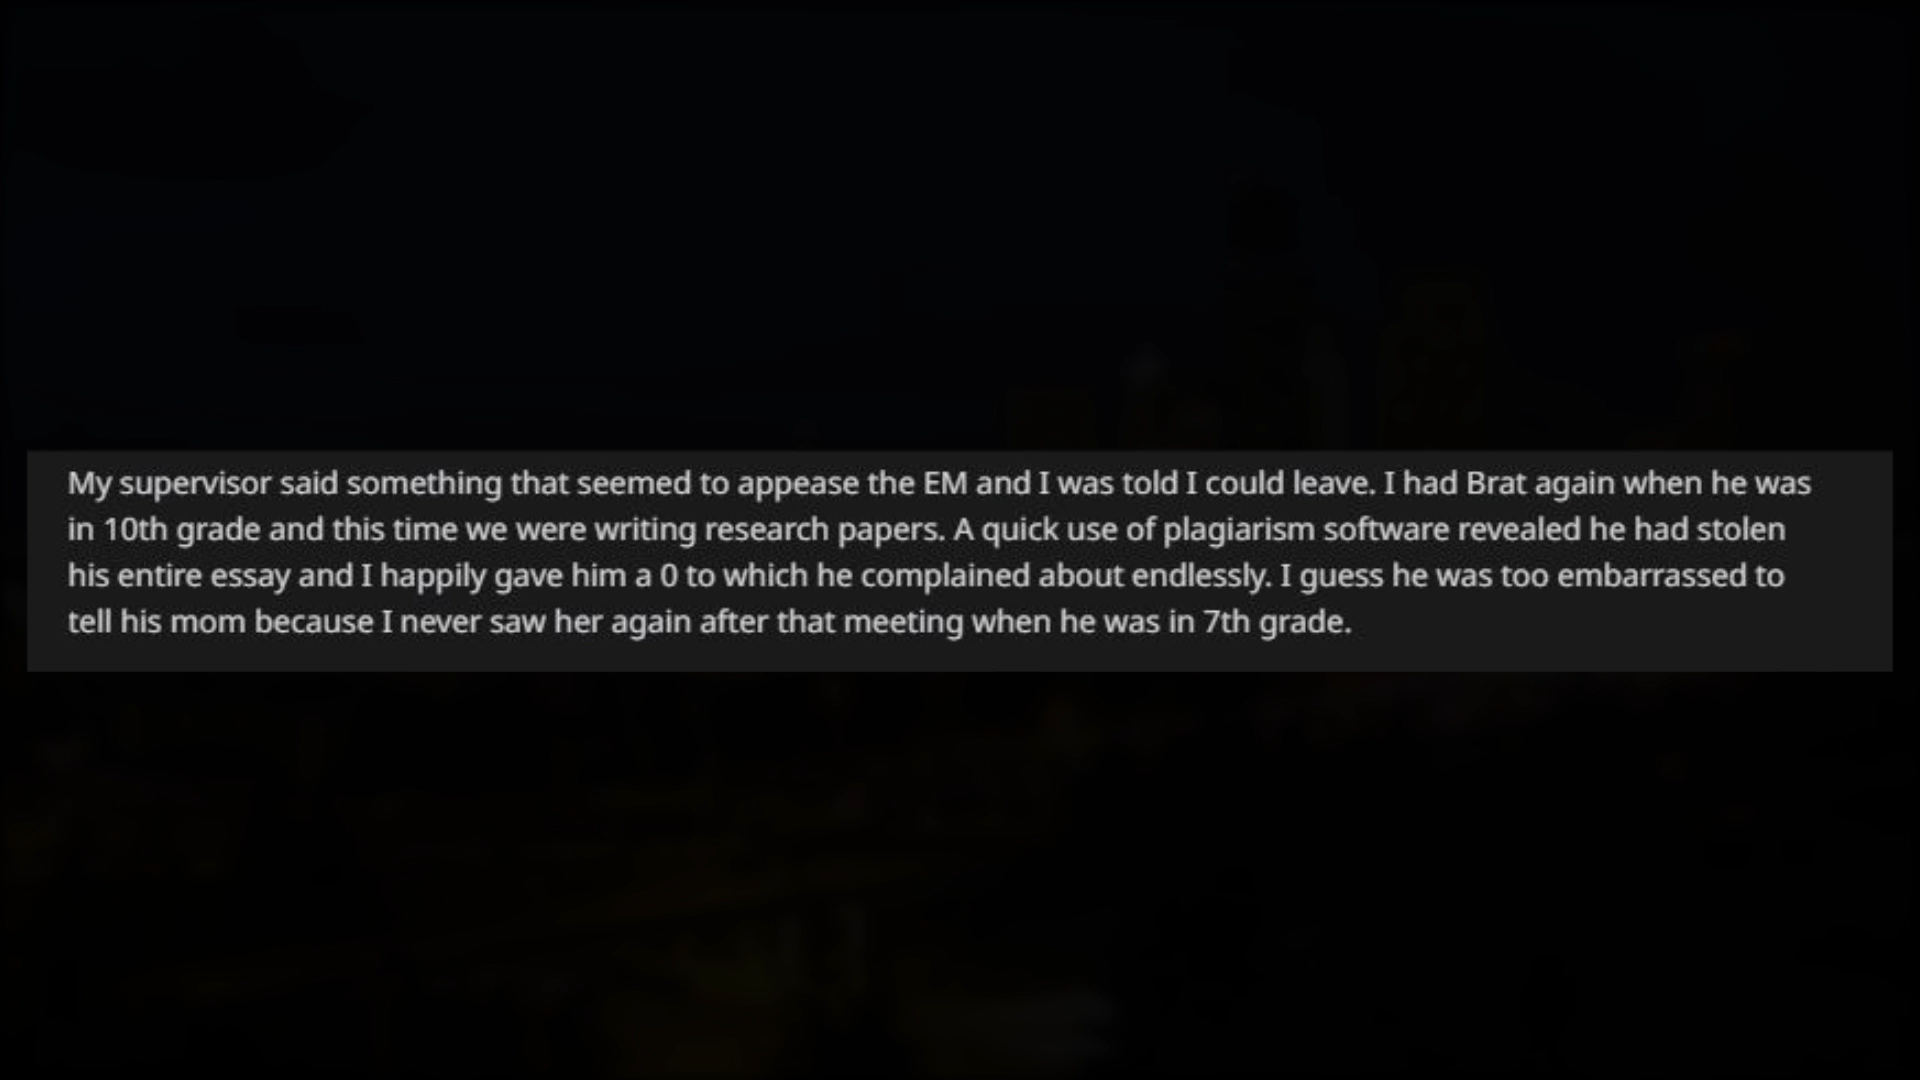 My supervisor said something that seemed to appease the EM and I was told I could leave. I had Brat again when he was
in 10th grade and this time we were writing research papers. A quick use of plagiarism software revealed he had stolen
his entire essay and I happily gave him a 0 to which he complained about endlessly. I guess he was too embarrassed to
tell his mom because I never saw her again after that meeting when he was in 7th grade.